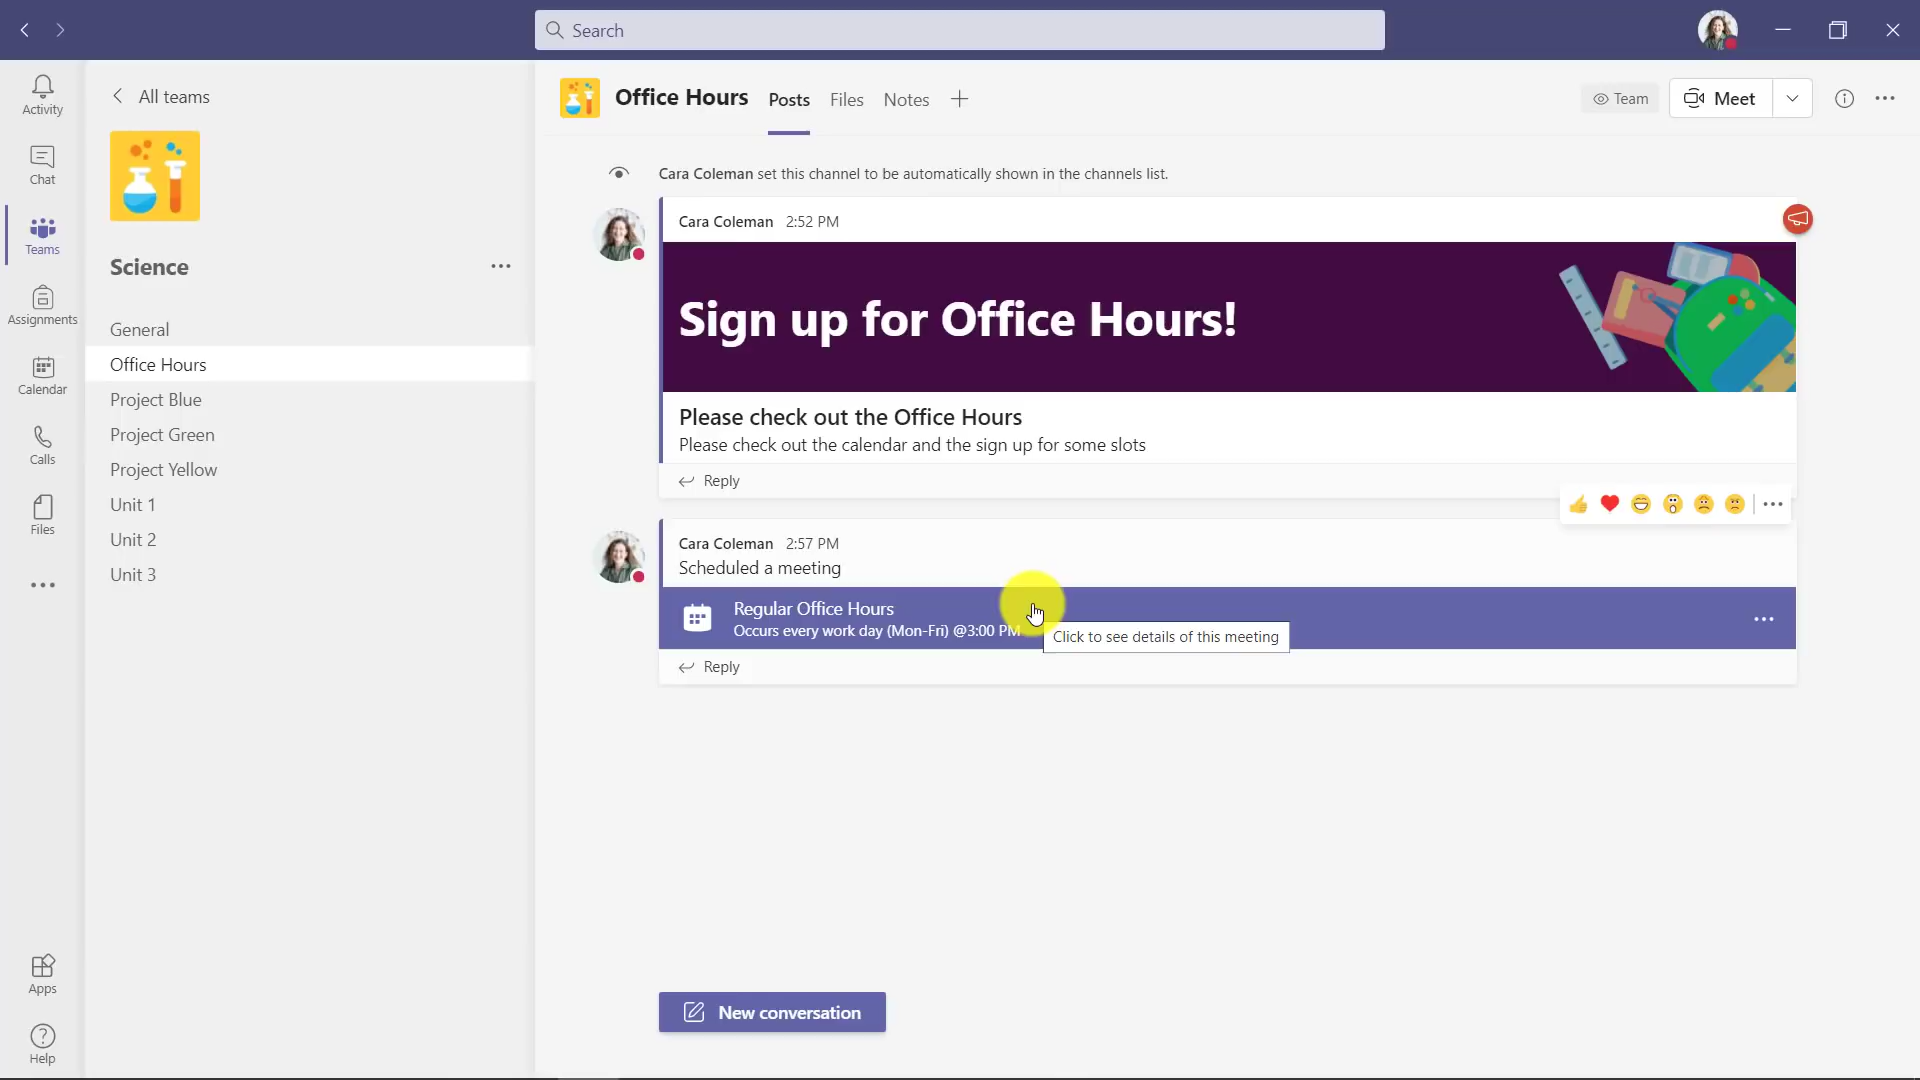 Search
Activity
Chat
Teams
Assignments
Calendar
Calls
Files
Apps
Help
All teams
Science
General
Office Hours
Project Blue
Project Green
Project Yellow
Unit 1
Unit 2
Unit 3
Office Hours
Posts
Files
Notes
Team
Meet
Cara Coleman set this channel to be automatically shown in the channels list.
Cara Coleman 2:52 PM
Sign up for Office Hours!
Please check out the Office Hours
Please check out the calendar and the sign up for some slots
Reply
Cara Coleman 2:57 PM
Scheduled a meeting
Regular Office Hours
Occurs every work day (Mon-Fri) @3:00 PM
Click to see details of this meeting
Reply
New conversation